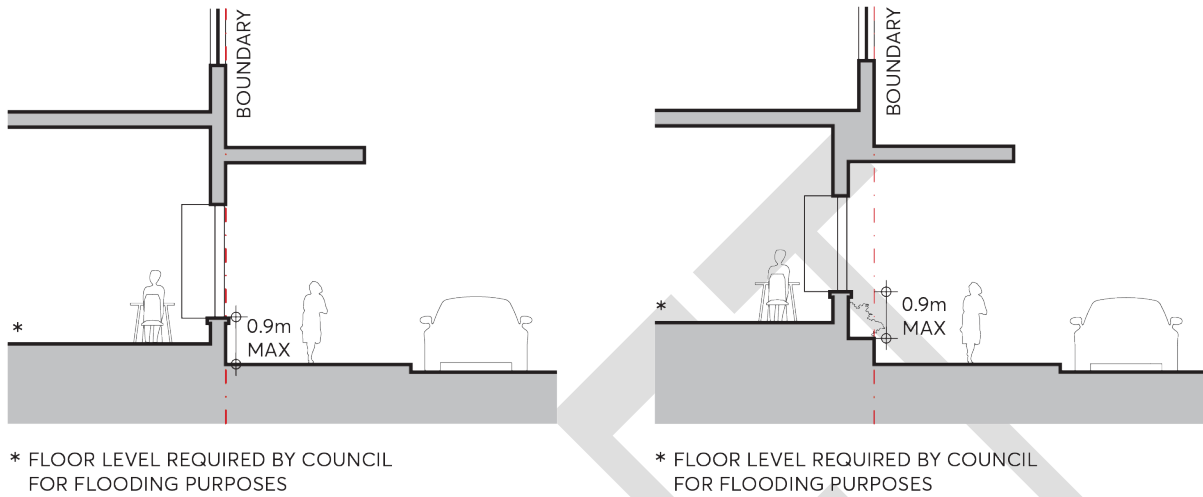 BOUNDARY
*
0.9m
MAX
* FLOOR LEVEL REQUIRED BY COUNCIL
FOR FLOODING PURPOSES
BOUNDARY
*
0.9m
MAX
* FLOOR LEVEL REQUIRED BY COUNCIL
FOR FLOODING PURPOSES